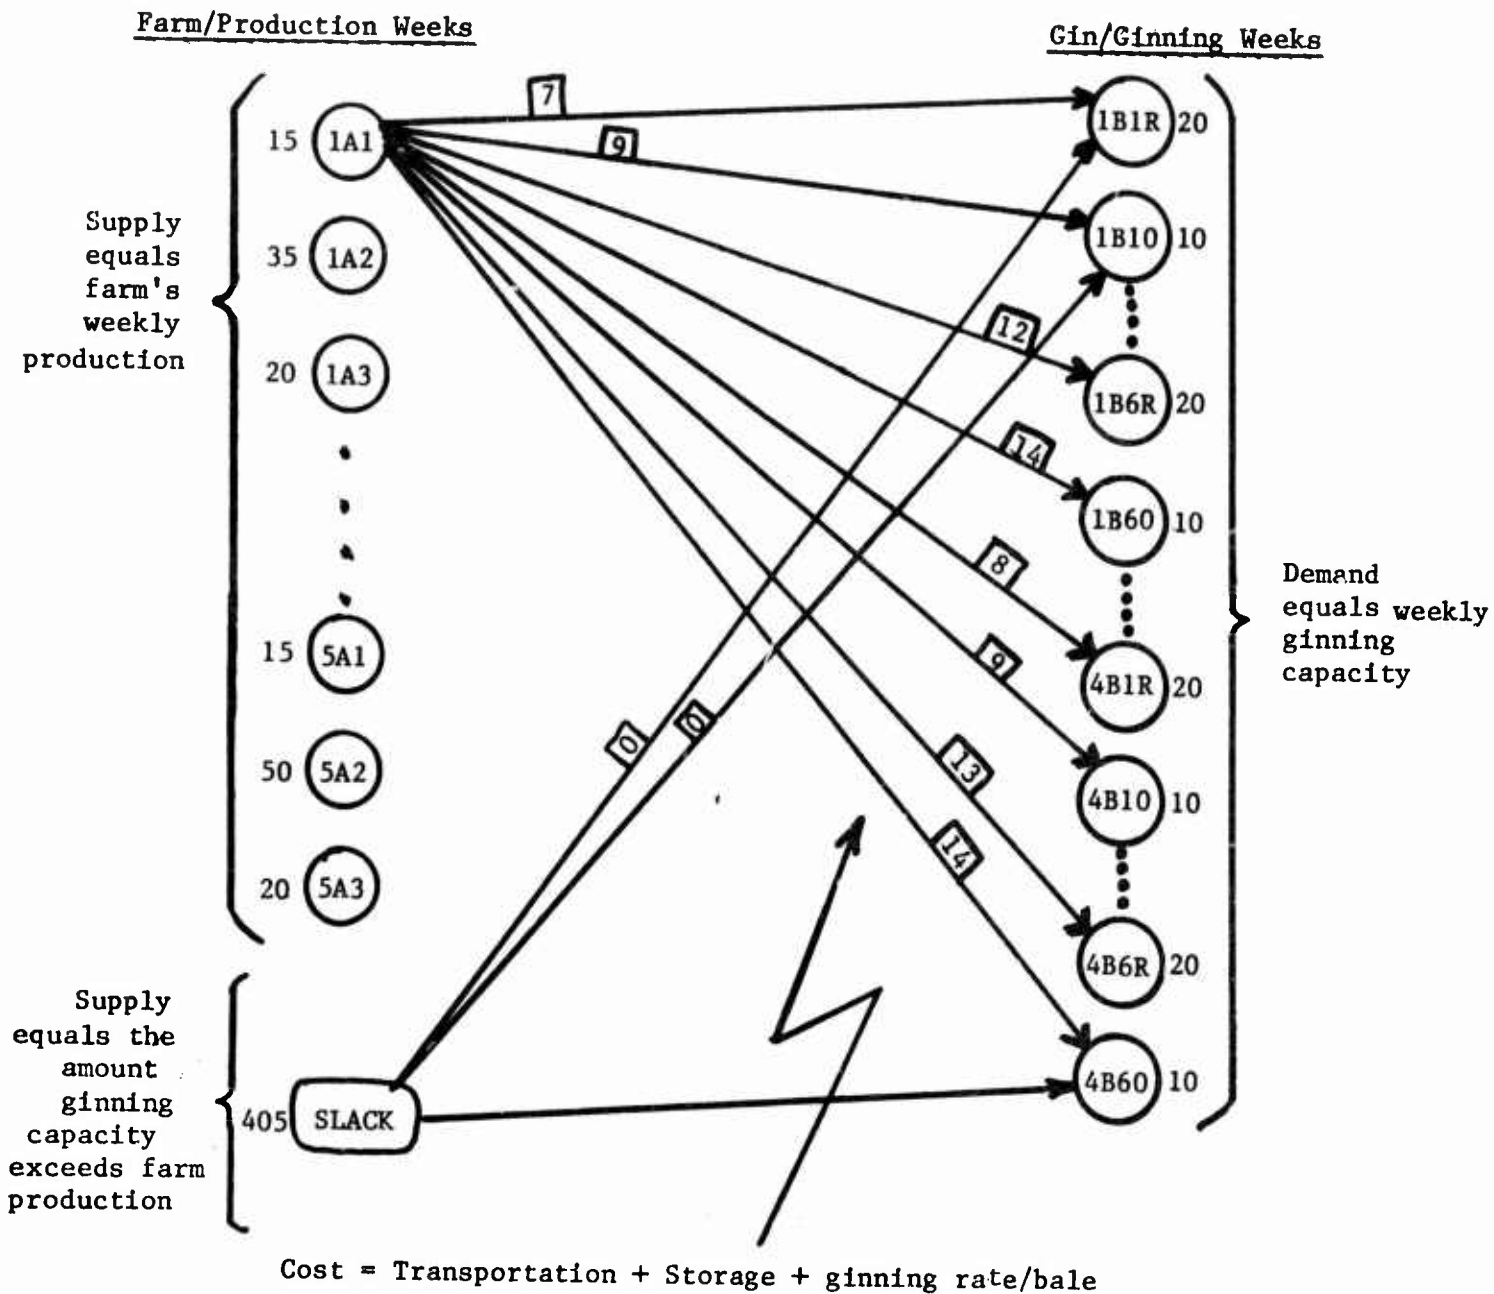 Farm/Production Weeks
Gin/Ginning Weeks
7
9
12
14
8
9
13
14
0
0
15 1A1
35 1A2
20 1A3
15 5A1
50 5A2
20 5A3
405 SLACK
1B1R 20
1B10 10
1B6R 20
1B60 10
4B1R 20
4B10 10
4B6R 20
4B60 10
Supply
equals
farm's
weekly
production
Supply
equals the
amount
ginning
capacity
exceeds farm
production
Demand
equals weekly
ginning
capacity
Cost = Transportation + Storage + ginning rate/bale